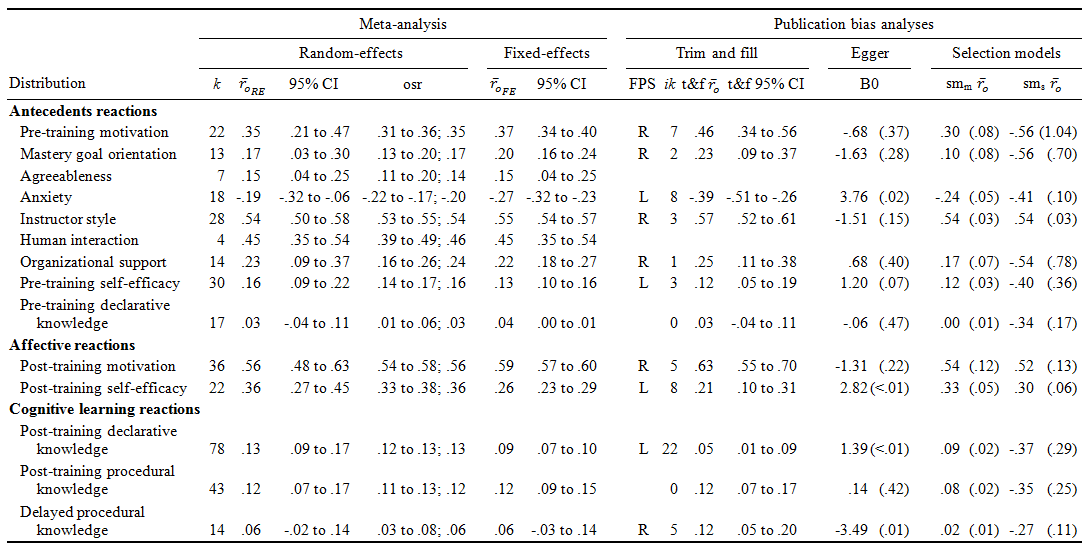 Meta-analysis Publication bias analyses
Random-effects Fixed-effects Trim and fill Egger Selection models
Distribution k r̄oRE 95% CI osr r̄oFE 95% CI FPS ik t&f r̄o t&f 95% CI B0 smm r̄o sms r̄o
Antecedents reactions
Pre-training motivation 22 .35 .21 to .47 .31 to .36; .35 .37 .34 to .40 R 7 .46 .34 to .56 -.68 (.37) .30 (.08) -.56 (1.04)
Mastery goal orientation 13 .17 .03 to .30 .13 to .20; .17 .20 .16 to .24 R 2 .23 .09 to .37 -1.63 (.28) .10 (.08) -.56 (.70)
Agreeableness 7 .15 .04 to .25 .11 to .20; .14 .15 .04 to .25
Anxiety 18 -.19 -.32 to -.06 -.22 to -.17; -.20 -.27 -.32 to -.23 L 8 -.39 -.51 to -.26 3.76 (.02) -.24 (.05) -.41 (.10)
Instructor style 28 .54 .50 to .58 .53 to .55; .54 .55 .54 to .57 R 3 .57 .52 to .61 -1.51 (.15) .54 (.03) .54 (.03)
Human interaction 4 .45 .35 to .54 .39 to .49; .46 .45 .35 to .54
Organizational support 14 .23 .09 to .37 .16 to .26; .24 .22 .18 to .27 R 1 .25 .11 to .38 .68 (.40) .17 (.07) -.54 (.78)
Pre-training self-efficacy 30 .16 .09 to .22 .14 to .17; .16 .13 .10 to .16 L 3 .12 .05 to .19 1.20 (.07) .12 (.03) -.40 (.36)
Pre-training declarative
knowledge 17 .03 -.04 to .11 .01 to .06; .03 .04 .00 to .01 0 .03 -.04 to .11 -.06 (.47) .00 (.01) -.34 (.17)
Affective reactions
Post-training motivation 36 .56 .48 to .63 .54 to .58; .56 .59 .57 to .60 R 5 .63 .55 to .70 -1.31 (.22) .54 (.12) .52 (.13)
Post-training self-efficacy 22 .36 .27 to .45 .33 to .38; .36 .26 .23 to .29 L 8 .21 .10 to .31 2.82 (<.01) .33 (.05) .30 (.06)
Cognitive learning reactions
Post-training declarative
knowledge 78 .13 .09 to .17 .12 to .13; .13 .09 .07 to .10 L 22 .05 .01 to .09 1.39 (<.01) .09 (.02) -.37 (.29)
Post-training procedural
knowledge 43 .12 .07 to .17 .11 to .13; .12 .12 .09 to .15 0 .12 .07 to .17 .14 (.42) .08 (.02) -.35 (.25)
Delayed procedural
knowledge 14 .06 -.02 to .14 .03 to .08; .06 .06 -.03 to .14 R 5 .12 .05 to .20 -3.49 (.01) .02 (.01) -.27 (.11)